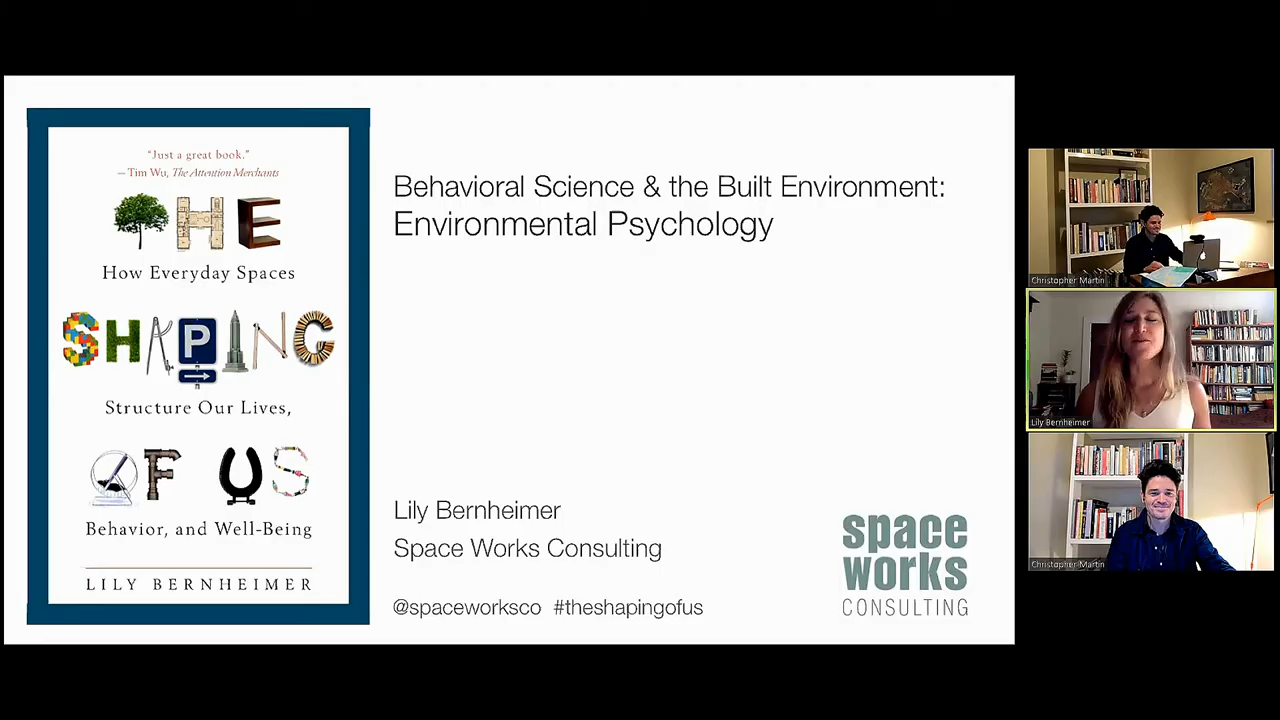 “Just a great book.”
—Tim Wu, The Attention Merchants
THE
How Everyday Spaces
SHAPING
P
Structure Our Lives,
OF US
Behavior, and Well-Being
LILY BERNHEIMER
Behavioral Science & the Built Environment:
Environmental Psychology
Lily Bernheimer
Space Works Consulting
@spaceworksco #theshapingofus
space
works
CONSULTING
Christopher Martin
Lily Bernheimer
Christopher Martin